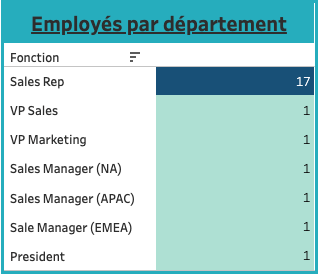 Employés par département
Fonction
Sales Rep 17
VP Sales 1
VP Marketing 1
Sales Manager (NA) 1
Sales Manager (APAC) 1
Sale Manager (EMEA) 1
President 1